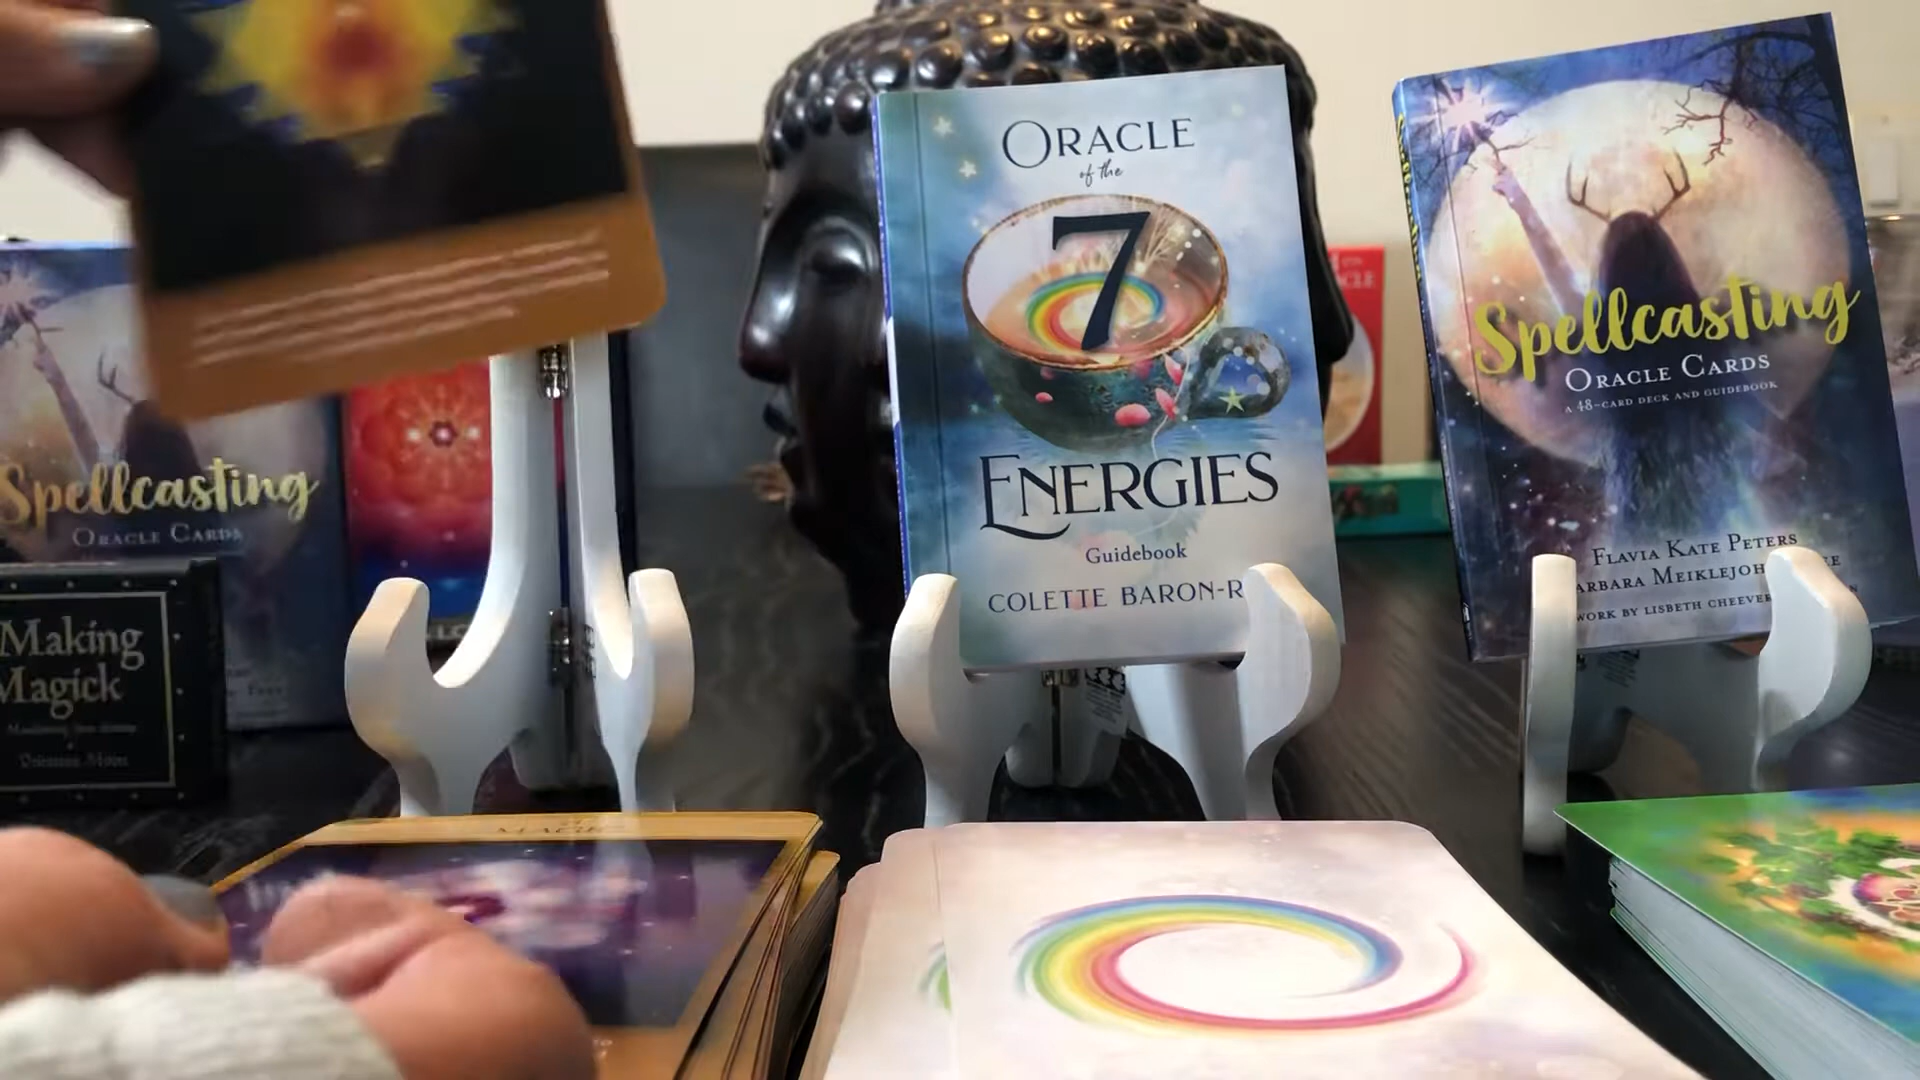 ORACLE
of the
7
ENERGIES
Guidebook
COLETTE BARON-R
Spellcasting
ORACLE CARDS
A 48-CARD DECK AND GUIDEBOOK
FLAVIA KATE PETERS
ARBARA MEIKLEJOH
WORK BY LISBETH CHEEVER
Spellcasting
ORACLE CARDS
Making
Magick
MAGIC